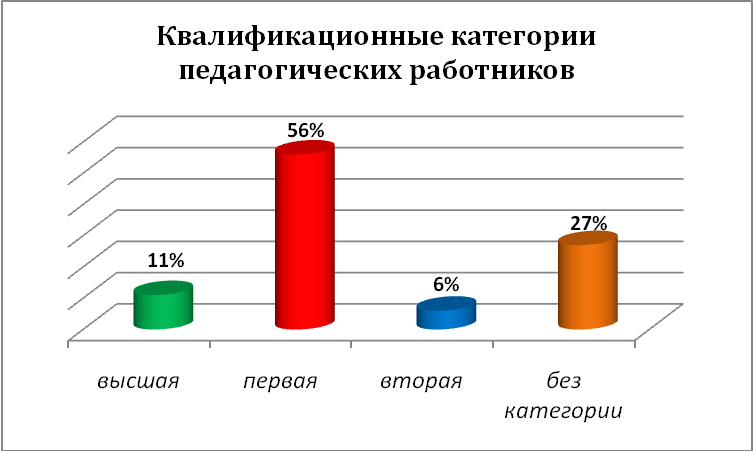 Квалификационные категории
педагогических работников
56%
27%
11%
6%
высшая
первая
вторая
без
категории